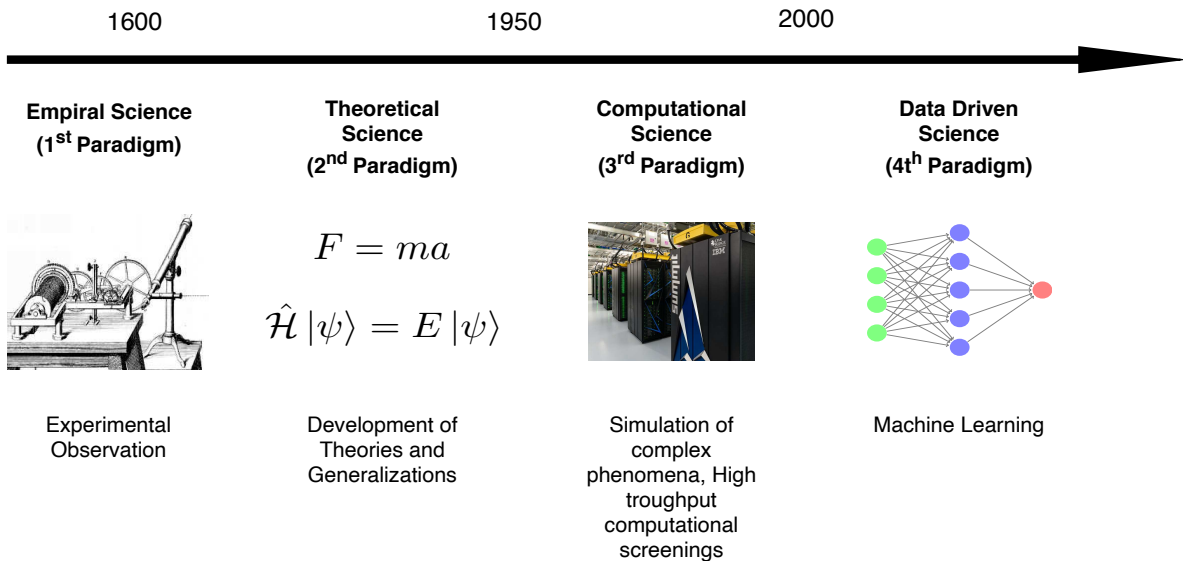 1600
1950
2000
Empiral Science
(1st Paradigm)
Theoretical
Science
(2nd Paradigm)
Computational
Science
(3rd Paradigm)
Data Driven
Science
(4th Paradigm)
F = ma
Ĥ |ψ⟩ = E |ψ⟩
SUMMIT
IBM
Experimental
Observation
Development of
Theories and
Generalizations
Simulation of
complex
phenomena, High
troughput
computational
screenings
Machine Learning